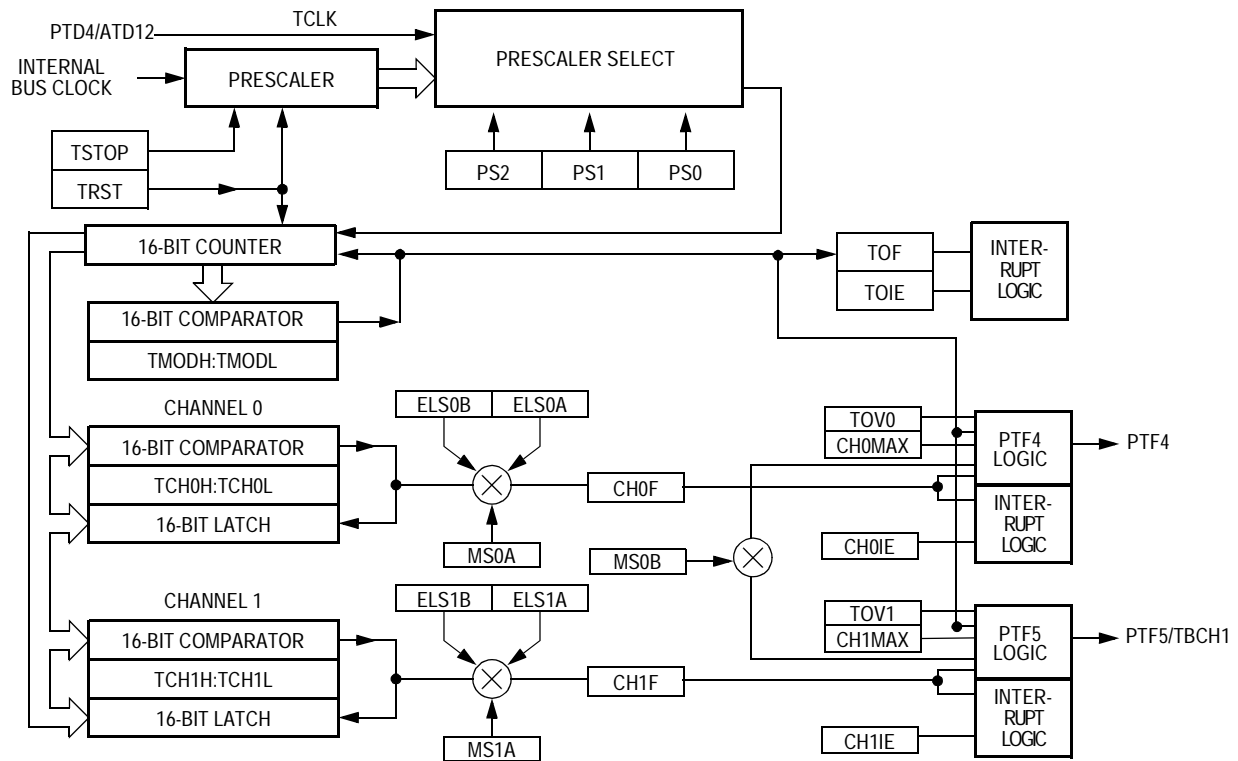 TCLK
PTD4/ATD12
PRESCALER SELECT
INTERNAL
BUS CLOCK
PRESCALER
TSTOP
TRST
PS2
PS1
PS0
16-BIT COUNTER
TOF
TOIE
INTER-
RUPT
LOGIC
16-BIT COMPARATOR
TMODH:TMODL
CHANNEL 0
ELS0B
ELS0A
TOV0
CH0MAX
PTF4
LOGIC
PTF4
16-BIT COMPARATOR
TCH0H:TCH0L
16-BIT LATCH
CH0F
MS0A
INTER-
RUPT
LOGIC
CH0IE
MS0B
CHANNEL 1
ELS1B
ELS1A
TOV1
CH1MAX
PTF5
LOGIC
PTF5/TBCH1
16-BIT COMPARATOR
TCH1H:TCH1L
16-BIT LATCH
CH1F
MS1A
INTER-
RUPT
LOGIC
CH1IE